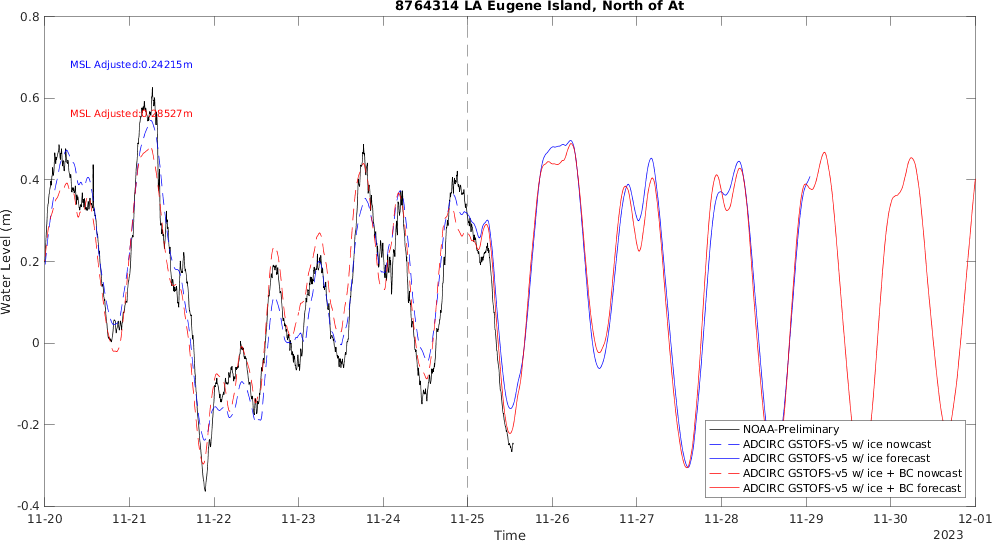 8764314 LA Eugene Island, North of At
MSL Adjusted:0.24215m
MSL Adjusted:0.28527m
Water Level (m)
0.8
0.6
0.4
0.2
0
-0.2
-0.4
NOAA-Preliminary
ADCIRC GSTOFS-v5 w/ ice nowcast
ADCIRC GSTOFS-v5 w/ ice forecast
ADCIRC GSTOFS-v5 w/ ice + BC nowcast
ADCIRC GSTOFS-v5 w/ ice + BC forecast
11-20 11-21 11-22 11-23 11-24 11-25 11-26 11-27 11-28 11-29 11-30 12-01
Time
2023